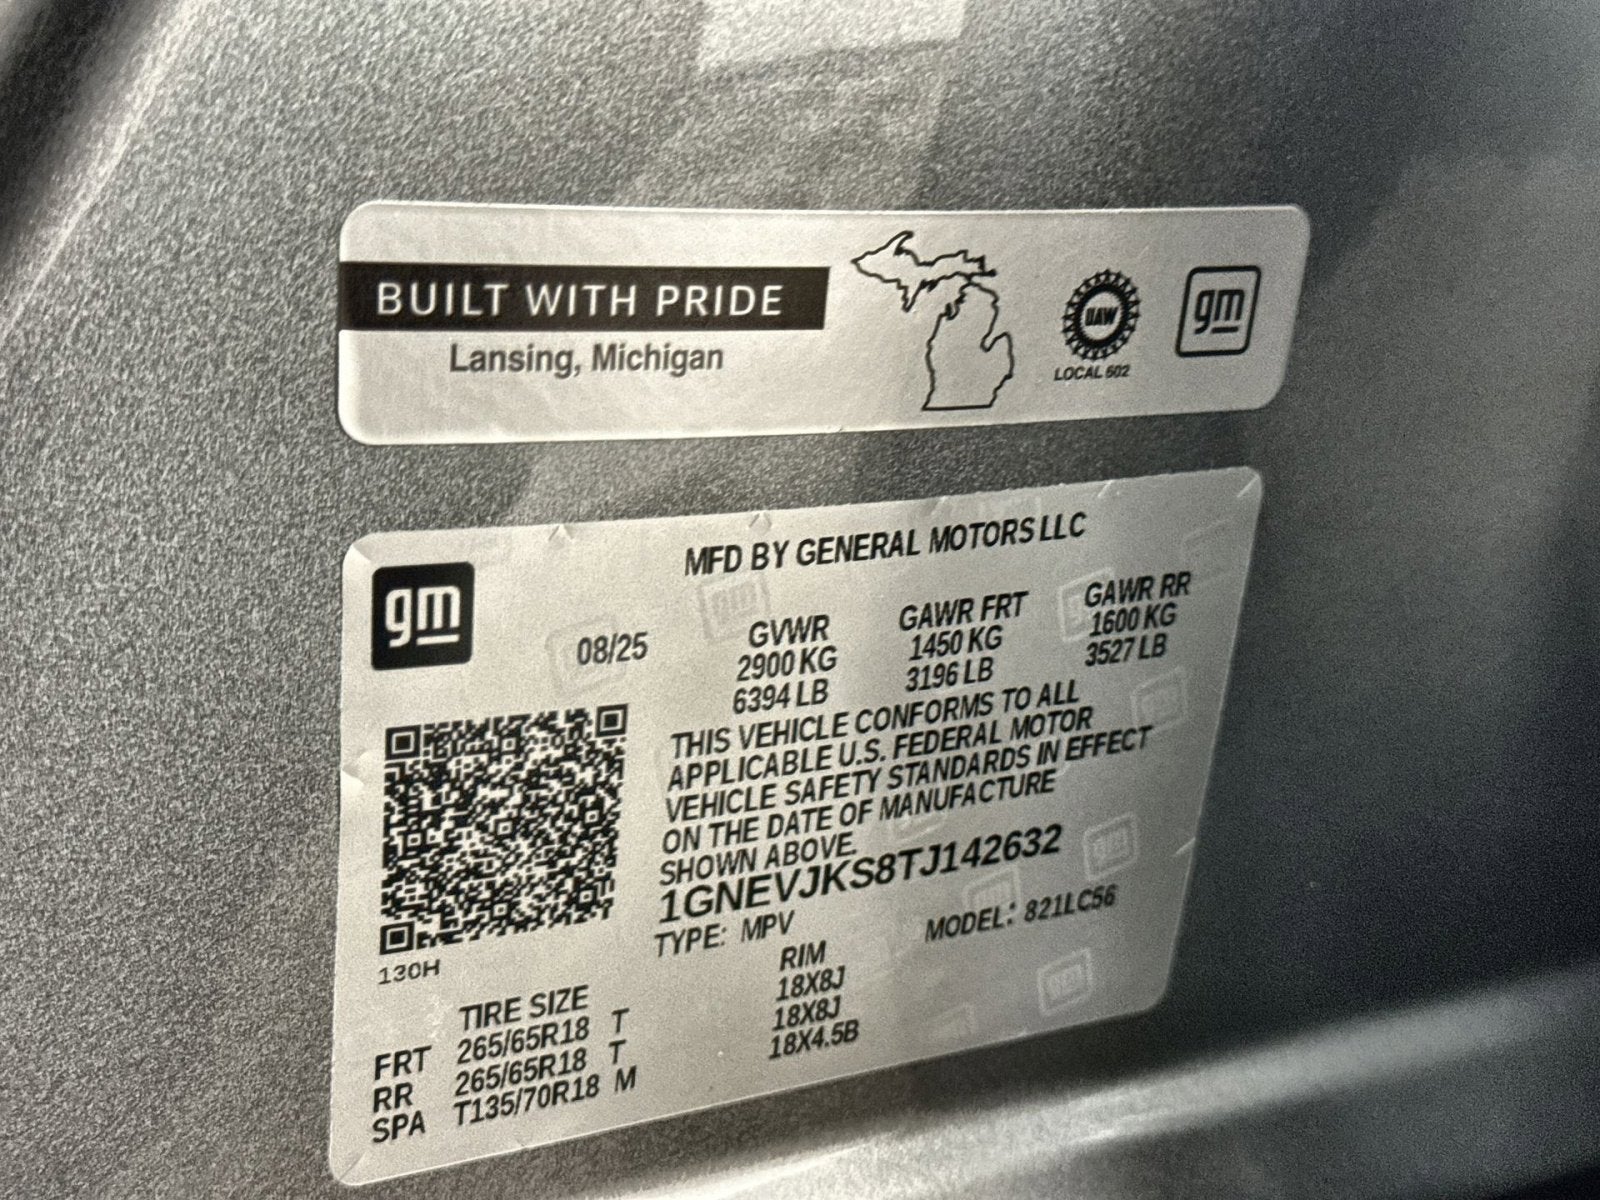 BUILT WITH PRIDE
Lansing, Michigan
UAW
LOCAL 602
gm
gm
MFD BY GENERAL MOTORS LLC
08/25
GVWR GAWR FRT GAWR RR
2900 KG 1450 KG 1600 KG
6394 LB 3196 LB 3527 LB
THIS VEHICLE CONFORMS TO ALL
APPLICABLE U.S. FEDERAL MOTOR
VEHICLE SAFETY STANDARDS IN EFFECT
ON THE DATE OF MANUFACTURE
SHOWN ABOVE.
1GNEVJKS8TJ142632
TYPE: MPV MODEL: 821LC56
130H
TIRE SIZE RIM
FRT 265/65R18 T 18X8J
RR 265/65R18 T 18X8J
SPA T135/70R18 M 18X4.5B